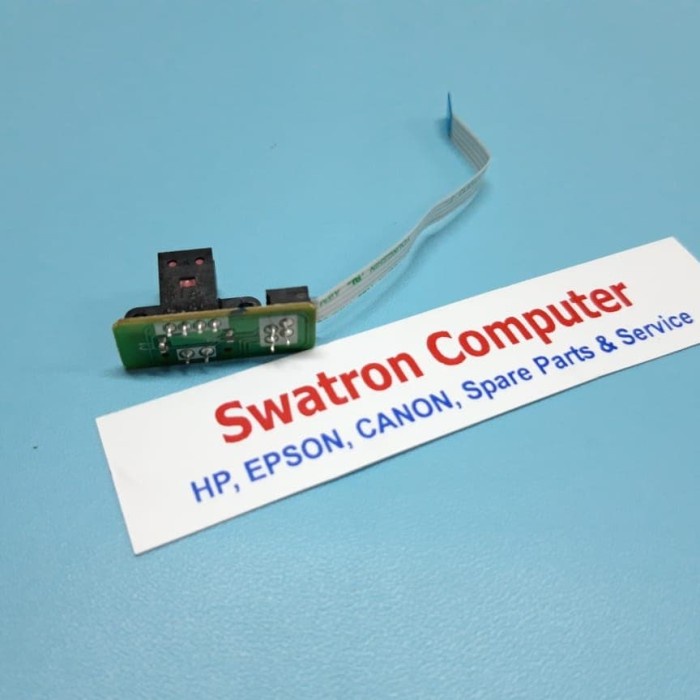 Swatron Computer
HP, EPSON, CANON, Spare Parts & Service